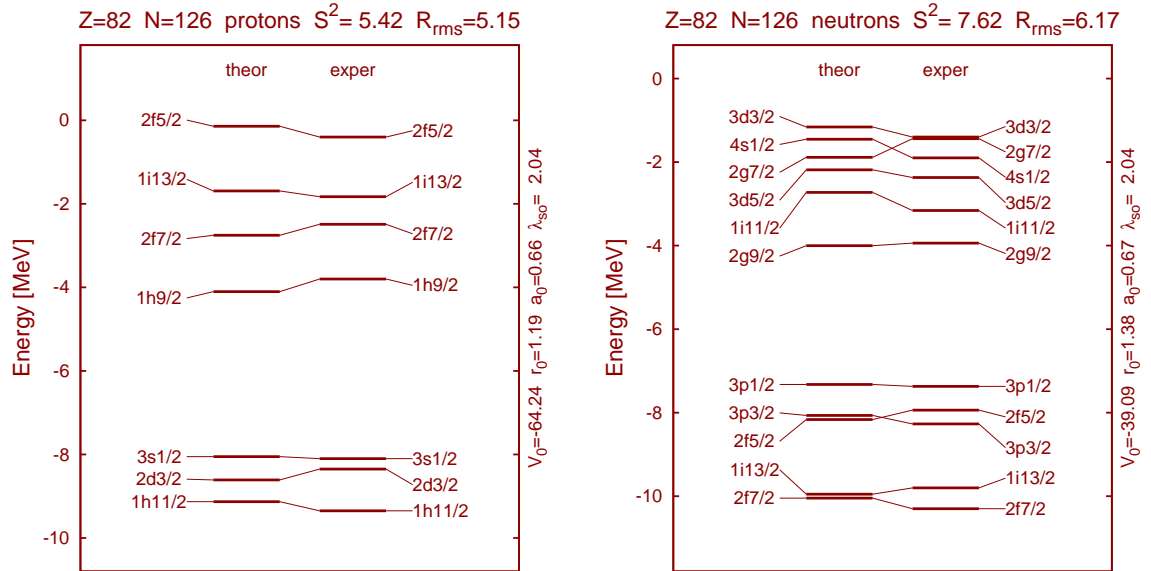 Z=82 N=126 protons S²= 5.42 R_rms=5.15
theor exper
Energy [MeV]
0
-2
-4
-6
-8
-10
2f5/2
1i13/2
2f7/2
1h9/2
3s1/2
2d3/2
1h11/2
2f5/2
1i13/2
2f7/2
1h9/2
3s1/2
2d3/2
1h11/2
V₀=-64.24 r₀=1.19 a₀=0.66 λ_so= 2.04
Z=82 N=126 neutrons S²= 7.62 R_rms=6.17
theor exper
Energy [MeV]
0
-2
-4
-6
-8
-10
3d3/2
4s1/2
2g7/2
3d5/2
1i11/2
2g9/2
3p1/2
3p3/2
2f5/2
1i13/2
2f7/2
3d3/2
2g7/2
4s1/2
3d5/2
1i11/2
2g9/2
3p1/2
2f5/2
3p3/2
1i13/2
2f7/2
V₀=-39.09 r₀=1.38 a₀=0.67 λ_so= 2.04